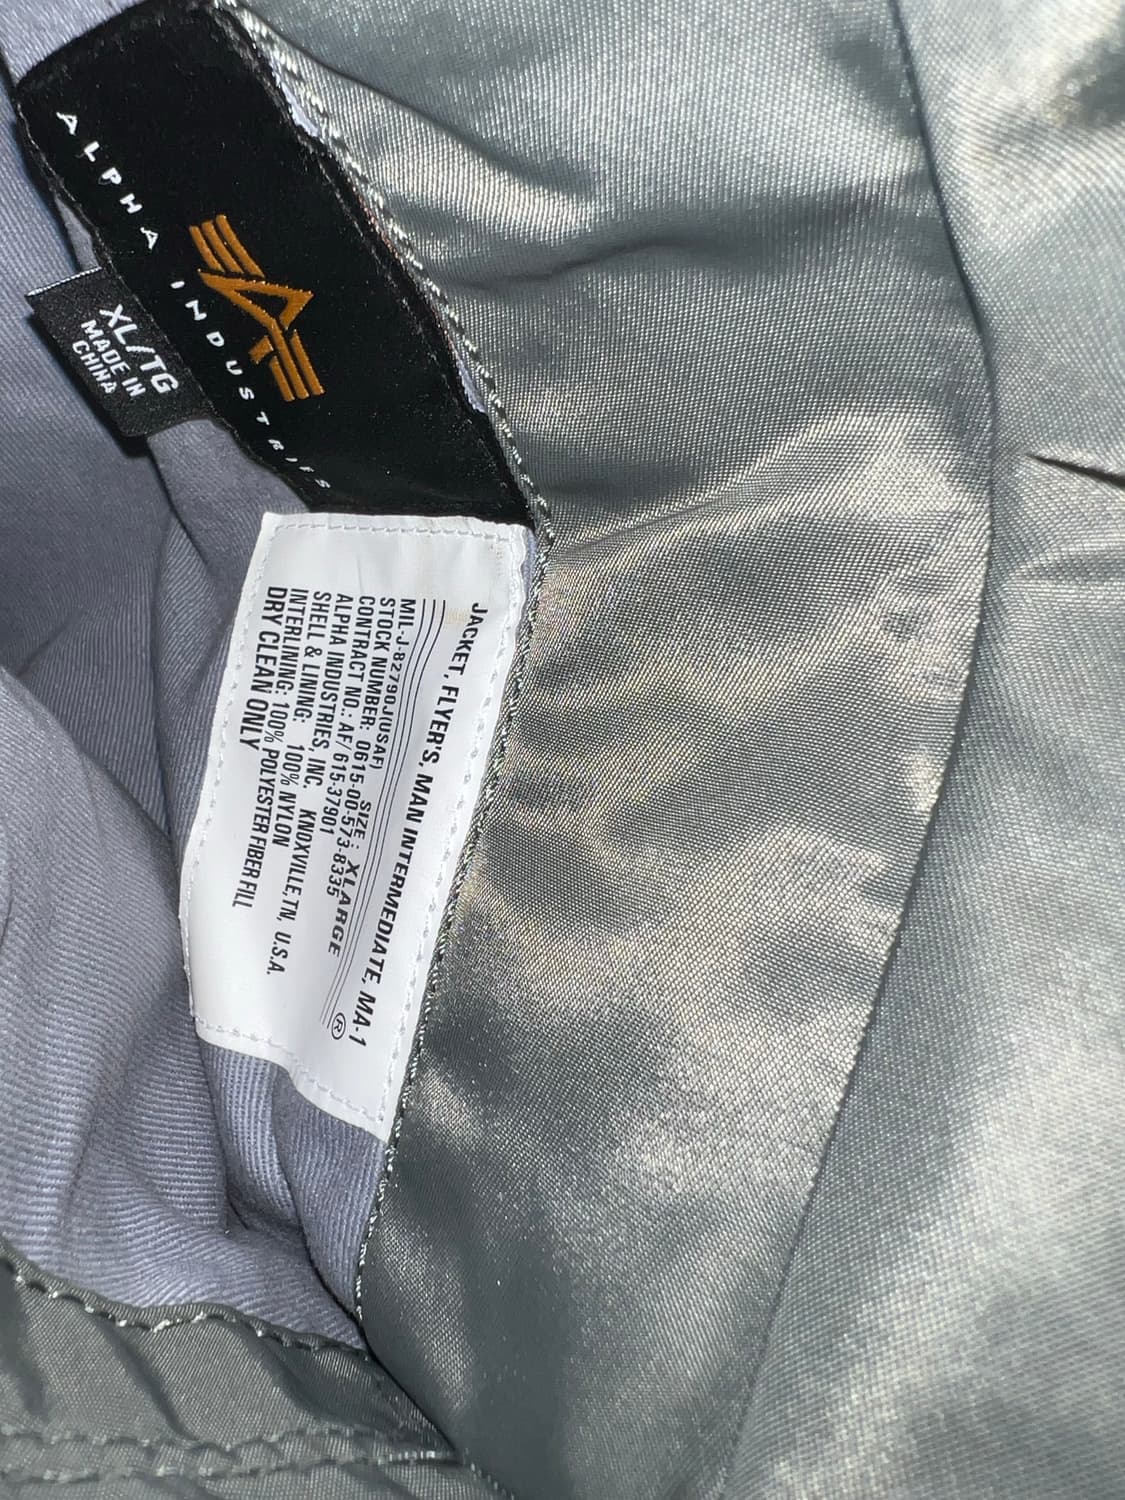 ALPHA INDUSTRIES
XL/TG
MADE IN
CHINA
JACKET, FLYER'S, MAN INTERMEDIATE, MA-1
®
MIL-J-82790J(USAF) SIZE: XLARGE
STOCK NUMBER: 0615-00-573-8335
CONTRACT NO.: AF/ 615-37901
ALPHA INDUSTRIES, INC. KNOXVILLE, TN, U.S.A.
SHELL & LINING: 100% NYLON
INTERLINING: 100% POLYESTER FIBER FILL
DRY CLEAN ONLY